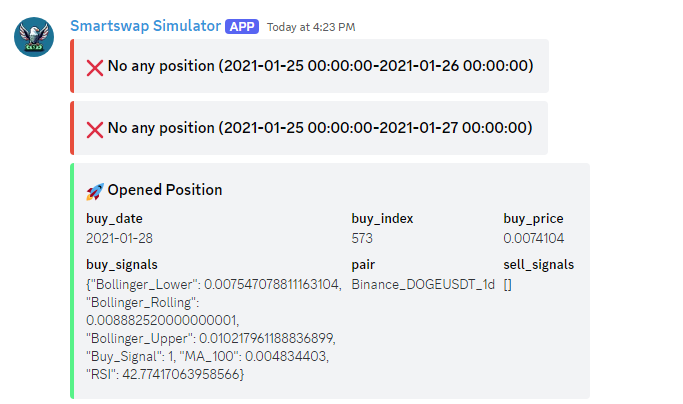 Smartswap Simulator APP Today at 4:23 PM
No any position (2021-01-25 00:00:00-2021-01-26 00:00:00)
No any position (2021-01-25 00:00:00-2021-01-27 00:00:00)
Opened Position
buy_date buy_index buy_price
2021-01-28 573 0.0074104
buy_signals pair sell_signals
{"Bollinger_Lower": 0.007547078811163104, Binance_DOGEUSDT_1d []
"Bollinger_Rolling":
0.008882520000000001,
"Bollinger_Upper": 0.010217961188836899,
"Buy_Signal": 1, "MA_100": 0.004834403,
"RSI": 42.77417063958566}